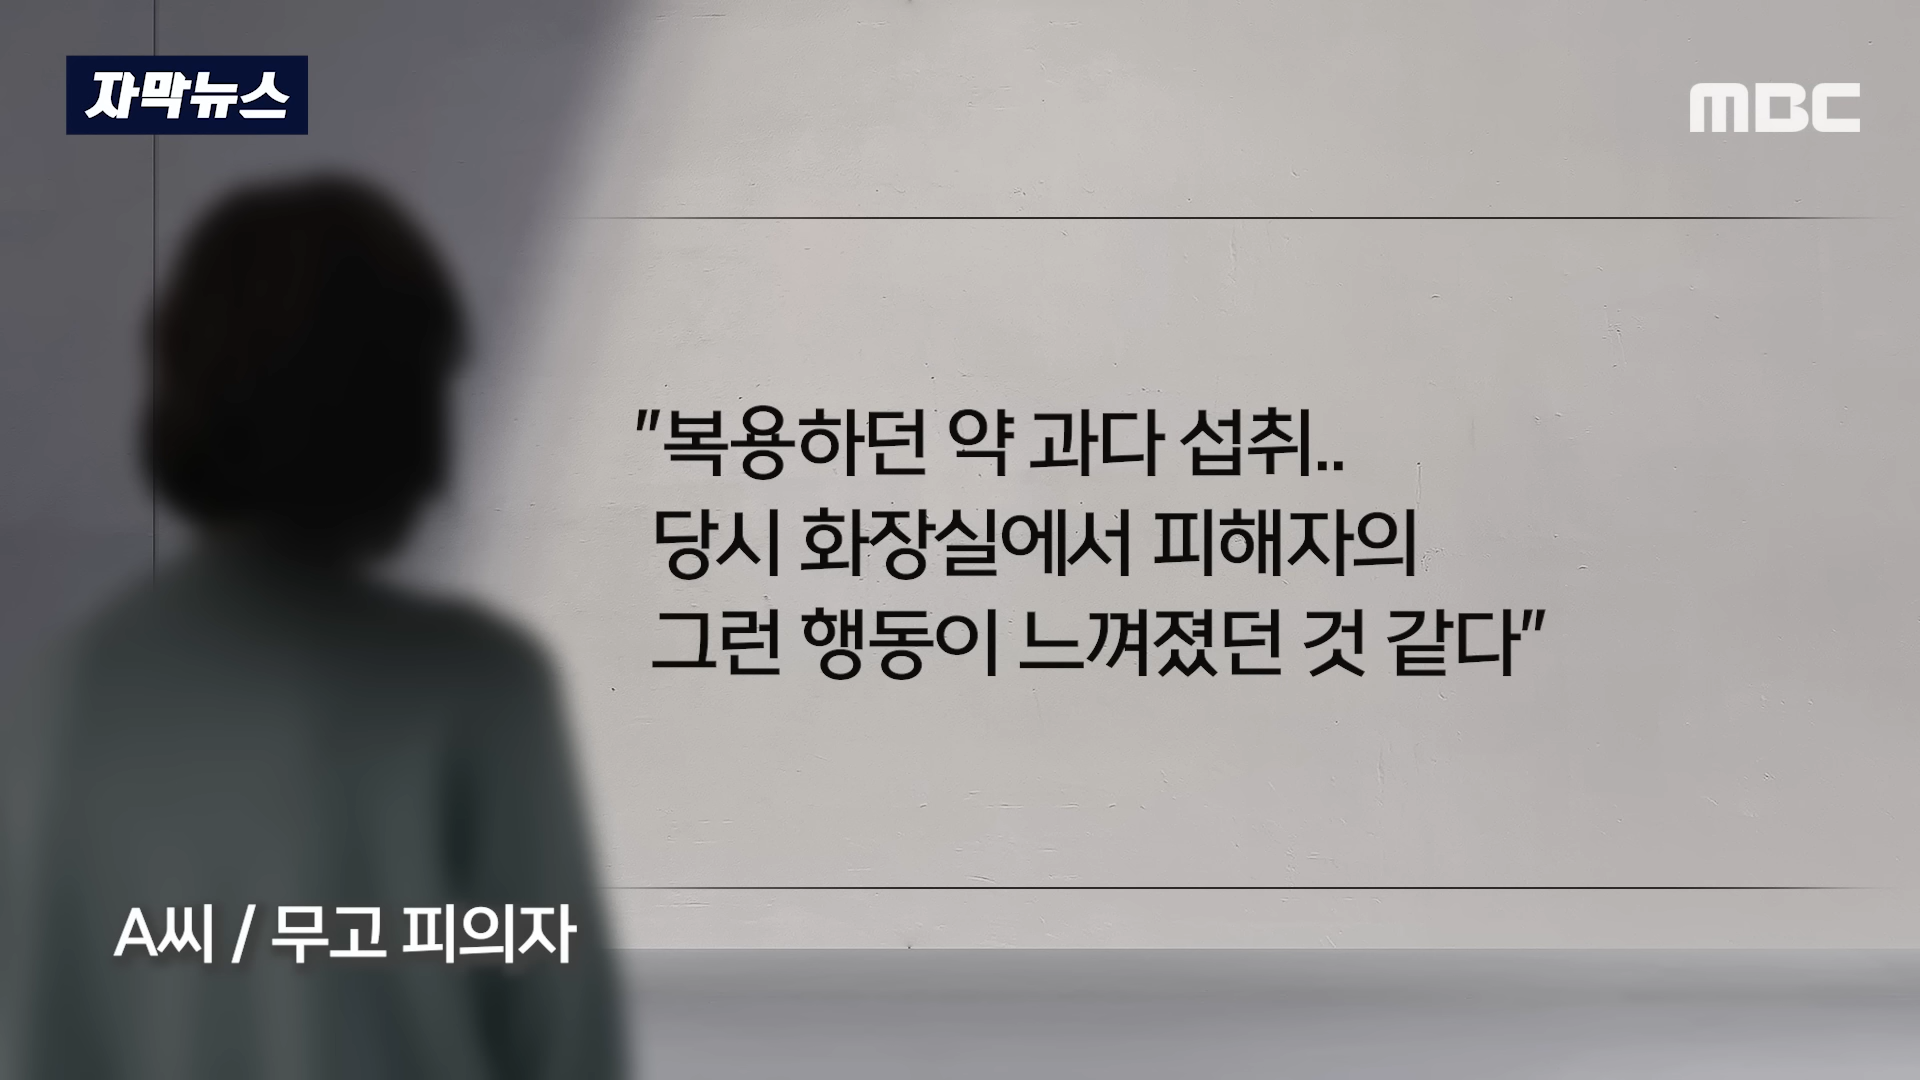 자막뉴스
MBC
"복용하던 약 과다 섭취..
당시 화장실에서 피해자의
그런 행동이 느껴졌던 것 같다"
A씨 / 무고 피의자